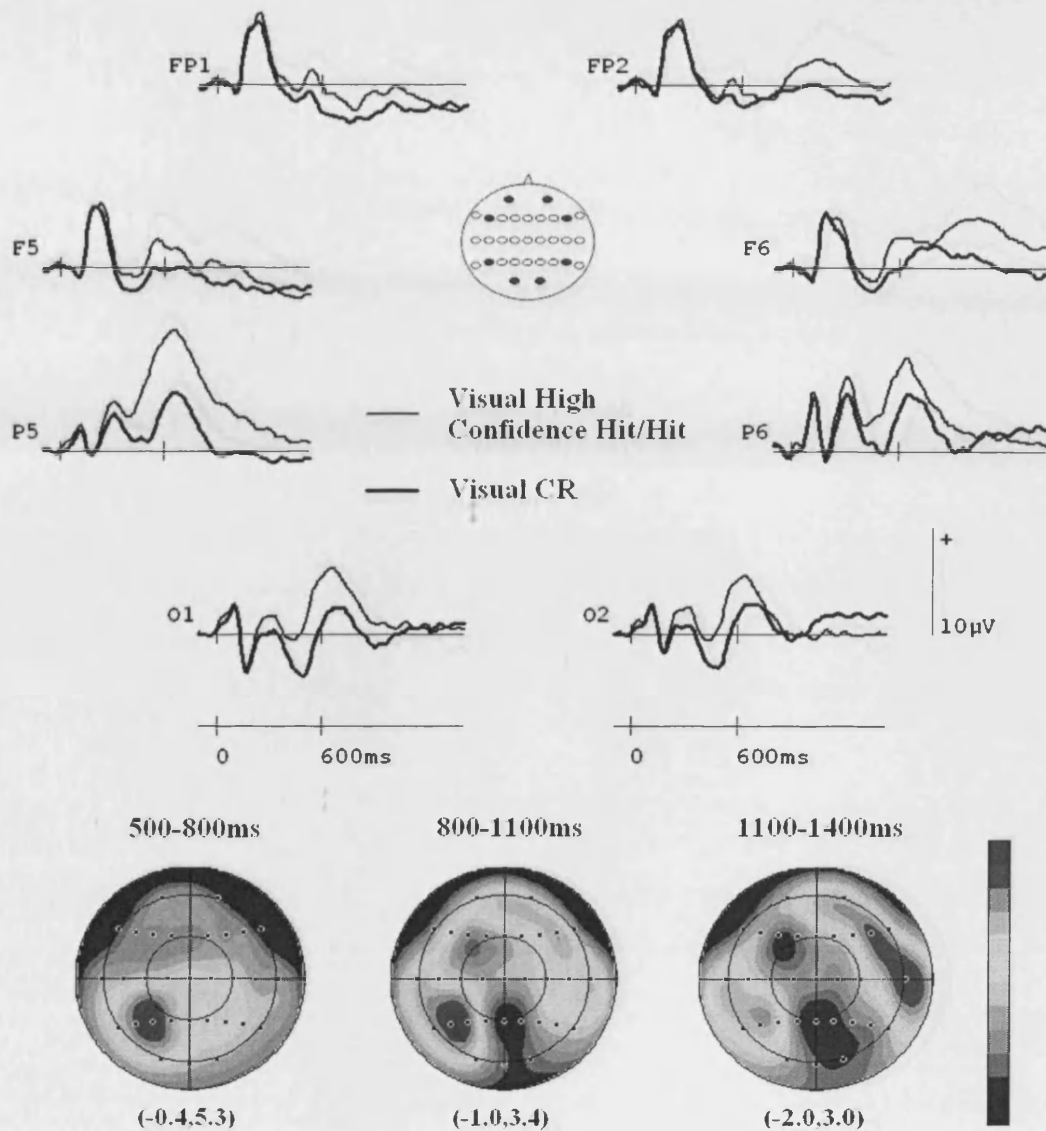 FP1
FP2
F5
F6
P5
Visual High
Confidence Hit/Hit
P6
Visual CR
+
10µV
O1
O2
0
600ms
0
600ms
500-800ms
800-1100ms
1100-1400ms
(-0.4,5.3)
(-1.0,3.4)
(-2.0,3.0)